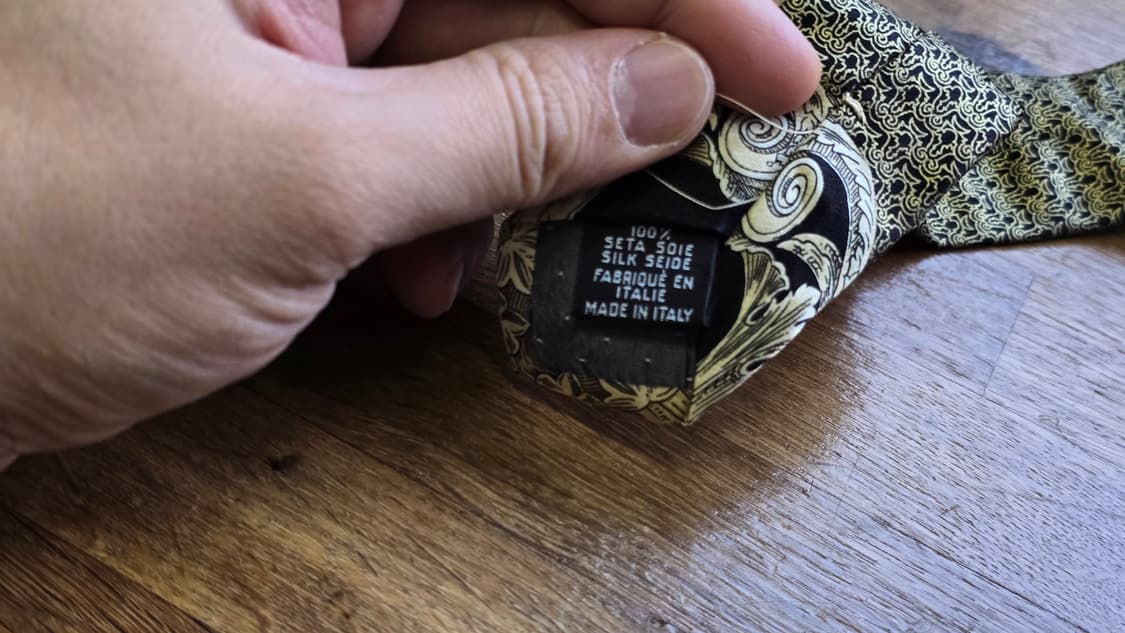 100%
SETA SOIE
SILK SEIDE
FABRIQUÈ EN
ITALIE
MADE IN ITALY